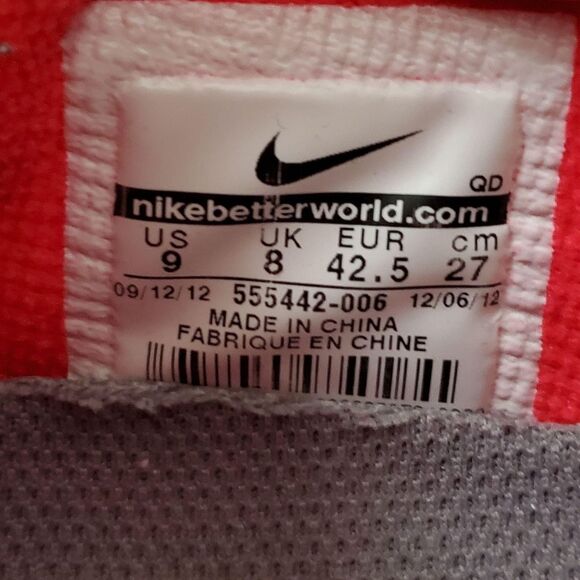 QD
nikebetterworld.com
US UK EUR cm
9 8 42.5 27
09/12/12 555442-006 12/06/12
MADE IN CHINA
FABRIQUE EN CHINE